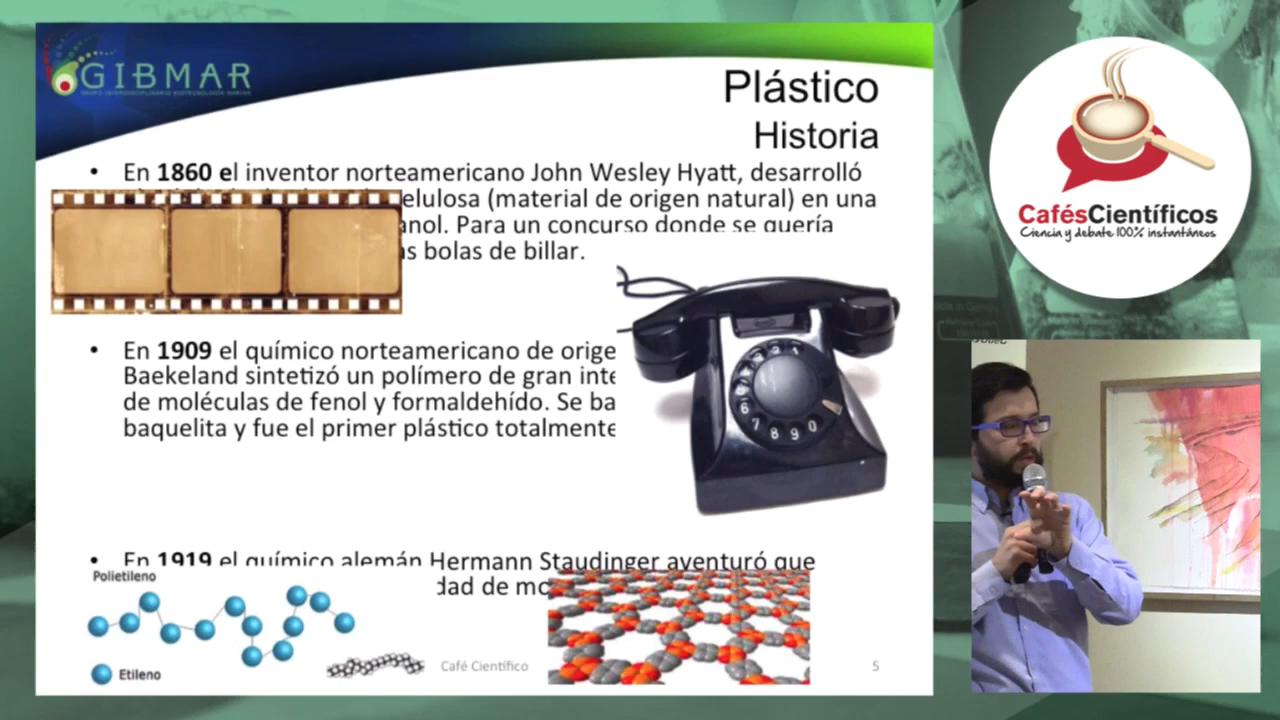 GIBMAR
GRUPO INTERDISCIPLINARIO BIOTECNOLOGÍA MARINA
Plástico
Historia
• En 1860 el inventor norteamericano John Wesley Hyatt, desarrolló
elulosa (material de origen natural) en una
anol. Para un concurso donde se quería
s bolas de billar.
• En 1909 el químico norteamericano de orige
Baekeland sintetizó un polímero de gran inte
de moléculas de fenol y formaldehído. Se ba
baquelita y fue el primer plástico totalmente
• En 1919 el químico alemán Hermann Staudinger aventuró que
dad de mo
Polietileno
Etileno
Café Científico
5
CafésCientíficos
Ciencia y debate 100% instantáneos